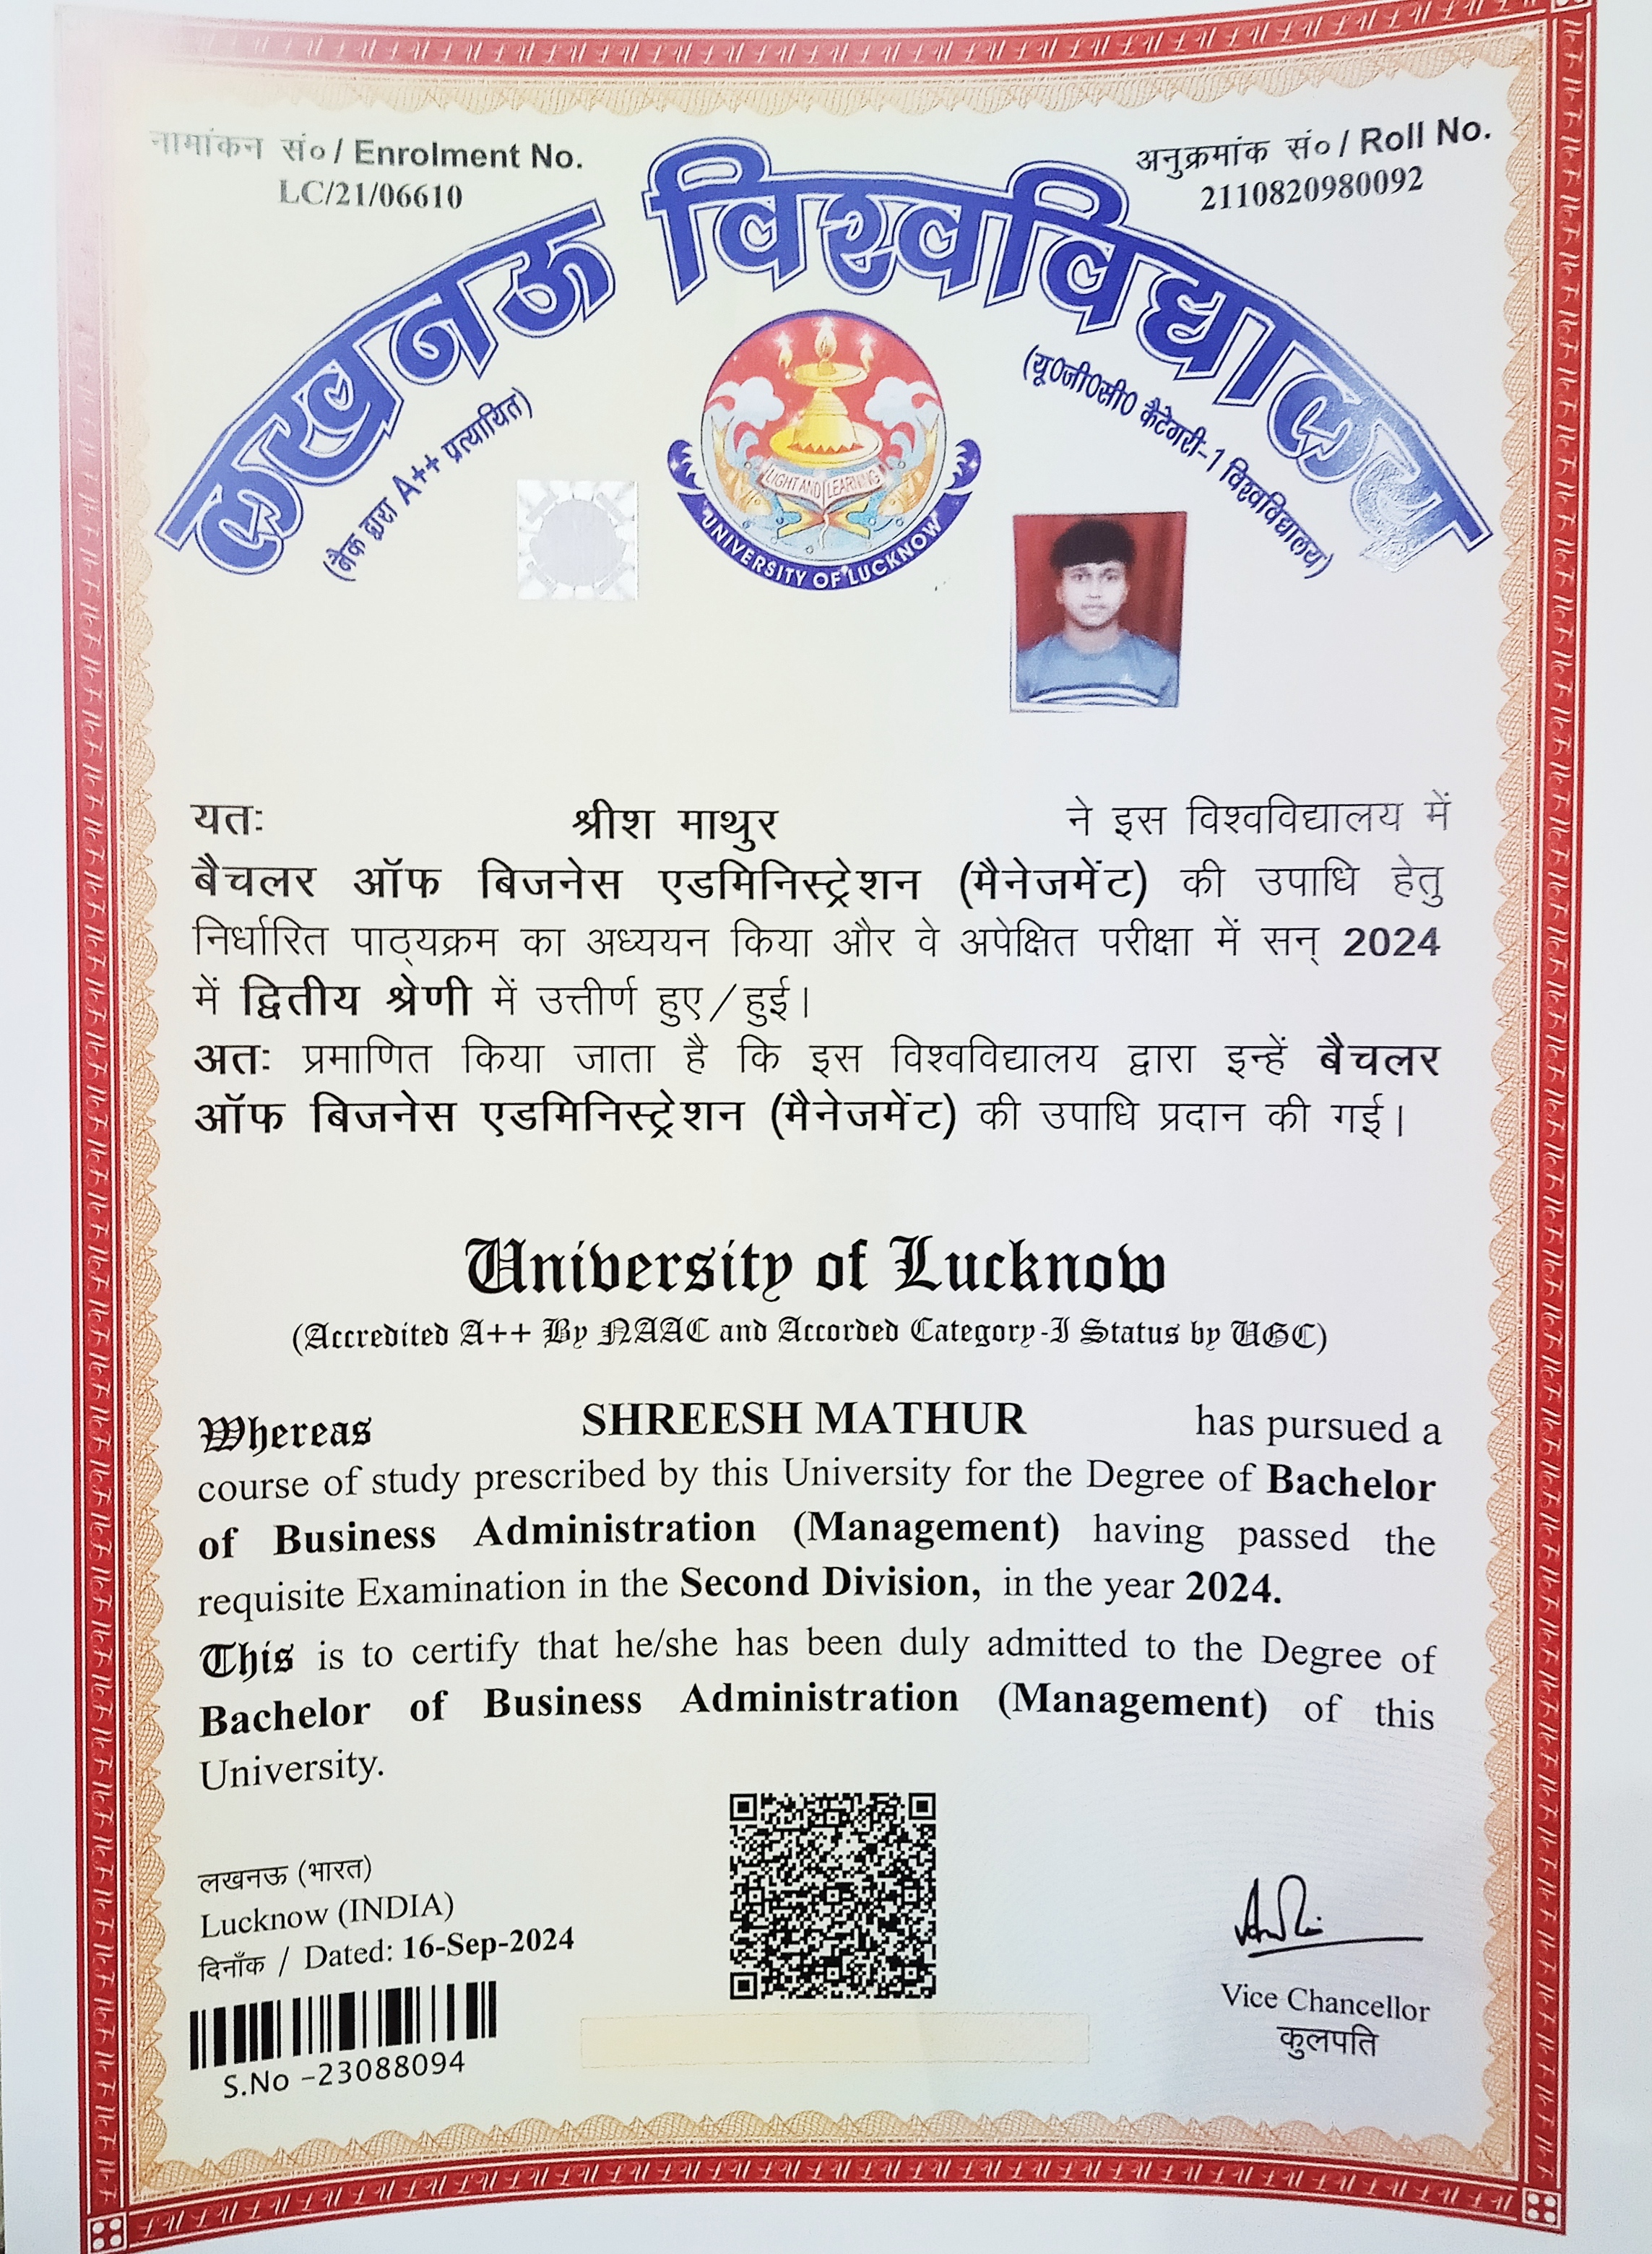 नामांकन सं० / Enrolment No.
LC/21/06610
अनुक्रमांक सं० / Roll No.
2110820980092
लखनऊ विश्वविद्यालय
(नैक द्वारा A++ प्रत्यायित)
(यू0जी0सी0 कैटेगरी-1 विश्वविद्यालय)
LIGHT AND LEARNING
UNIVERSITY OF LUCKNOW
यतः श्रीश माथुर ने इस विश्वविद्यालय में
बैचलर ऑफ बिजनेस एडमिनिस्ट्रेशन (मैनेजमेंट) की उपाधि हेतु
निर्धारित पाठ्यक्रम का अध्ययन किया और वे अपेक्षित परीक्षा में सन् 2024
में द्वितीय श्रेणी में उत्तीर्ण हुए/हुई।
अतः प्रमाणित किया जाता है कि इस विश्वविद्यालय द्वारा इन्हें बैचलर
ऑफ बिजनेस एडमिनिस्ट्रेशन (मैनेजमेंट) की उपाधि प्रदान की गई।
University of Lucknow
(Accredited A++ By NAAC and Accorded Category-I Status by UGC)
Whereas SHREESH MATHUR has pursued a
course of study prescribed by this University for the Degree of Bachelor
of Business Administration (Management) having passed the
requisite Examination in the Second Division, in the year 2024.
This is to certify that he/she has been duly admitted to the Degree of
Bachelor of Business Administration (Management) of this
University.
लखनऊ (भारत)
Lucknow (INDIA)
दिनाँक / Dated: 16-Sep-2024
S.No -23088094
Vice Chancellor
कुलपति